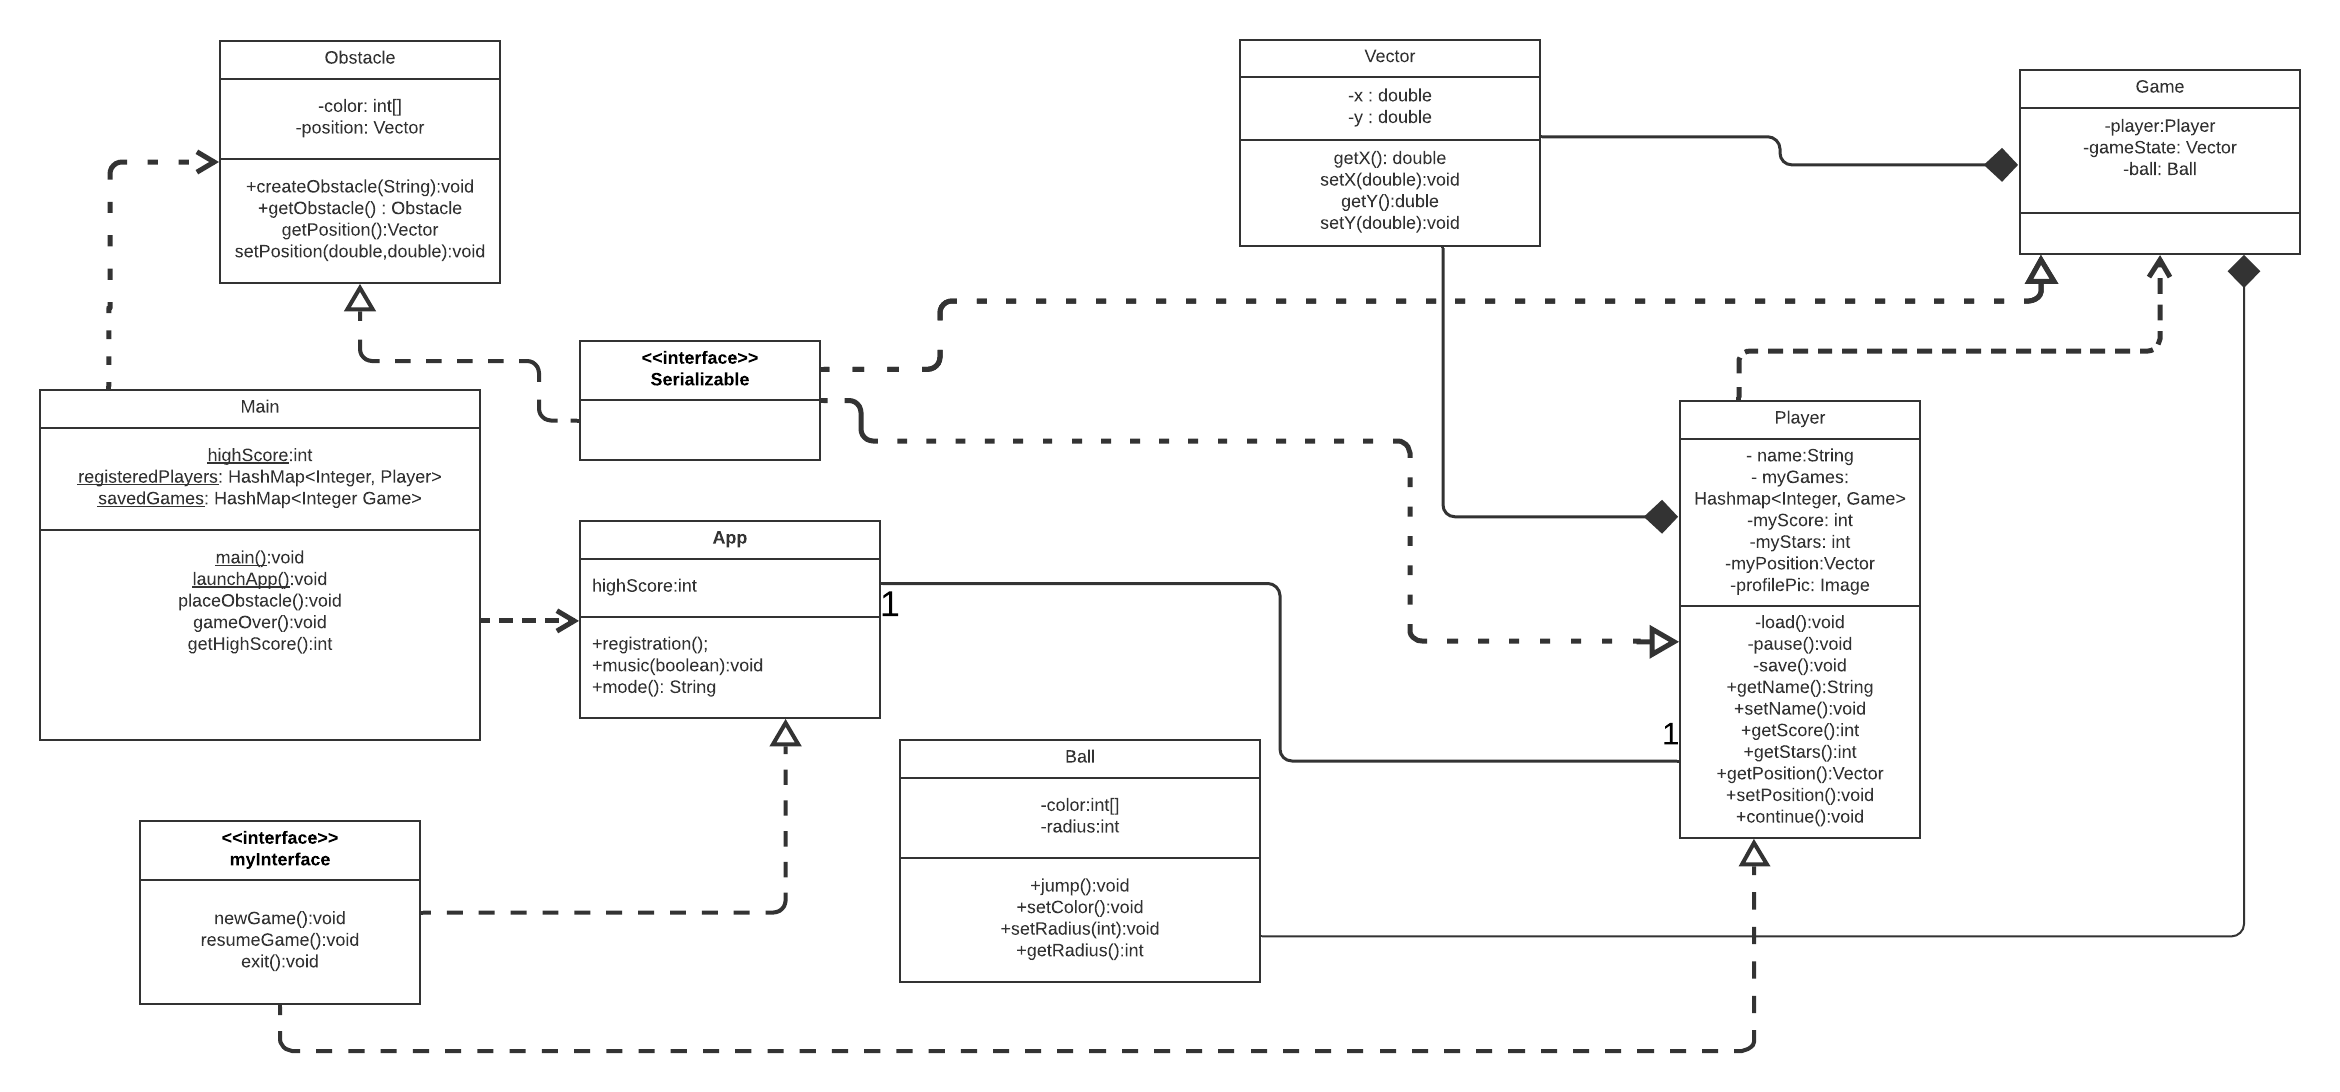 Obstacle
-color: int[]
-position: Vector
+createObstacle(String):void
+getObstacle() : Obstacle
getPosition():Vector
setPosition(double,double):void
Vector
-x : double
-y : double
getX(): double
setX(double):void
getY():duble
setY(double):void
Game
-player:Player
-gameState: Vector
-ball: Ball
<<interface>>
Serializable
Main
highScore:int
registeredPlayers: HashMap<Integer, Player>
savedGames: HashMap<Integer Game>
main():void
launchApp():void
placeObstacle():void
gameOver():void
getHighScore():int
App
highScore:int
+registration();
+music(boolean):void
+mode(): String
1
1
Player
- name:String
- myGames:
Hashmap<Integer, Game>
-myScore: int
-myStars: int
-myPosition:Vector
-profilePic: Image
-load():void
-pause():void
-save():void
+getName():String
+setName():void
+getScore():int
+getStars():int
+getPosition():Vector
+setPosition():void
+continue():void
Ball
-color:int[]
-radius:int
+jump():void
+setColor():void
+setRadius(int):void
+getRadius():int
<<interface>>
myInterface
newGame():void
resumeGame():void
exit():void